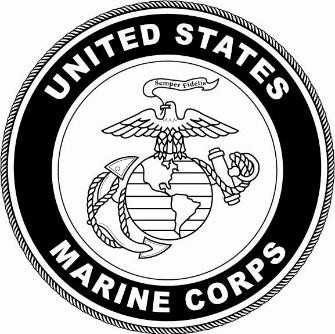 UNITED STATES
Semper Fidelis
MARINE CORPS